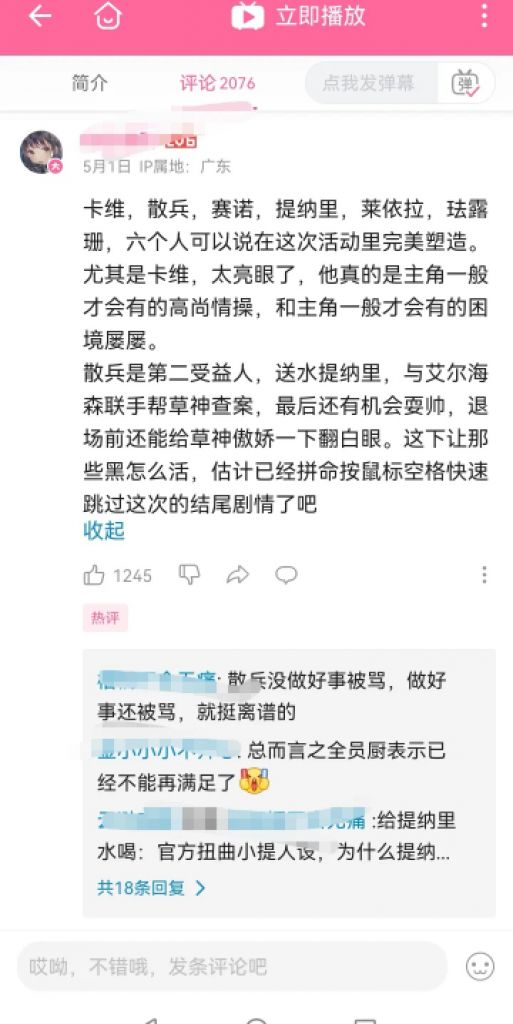 立即播放
简介
评论 2076
点我发弹幕
弹
5月1日 IP属地：广东
卡维，散兵，赛诺，提纳里，莱依拉，珐露
珊，六个人可以说在这次活动里完美塑造。
尤其是卡维，太亮眼了，他真的是主角一般
才会有的高尚情操，和主角一般才会有的困
境屡屡。
散兵是第二受益人，送水提纳里，与艾尔海
森联手帮草神查案，最后还有机会耍帅，退
场前还能给草神傲娇一下翻白眼。这下让那
些黑怎么活，估计已经拼命按鼠标空格快速
跳过这次的结尾剧情了吧
收起
1245
热评
: 散兵没做好事被骂，做好
事还被骂，就挺离谱的
: 总而言之全员厨表示已
经不能再满足了
:给提纳里
水喝：官方扭曲小提人设，为什么提纳...
共18条回复
哎呦，不错哦，发条评论吧